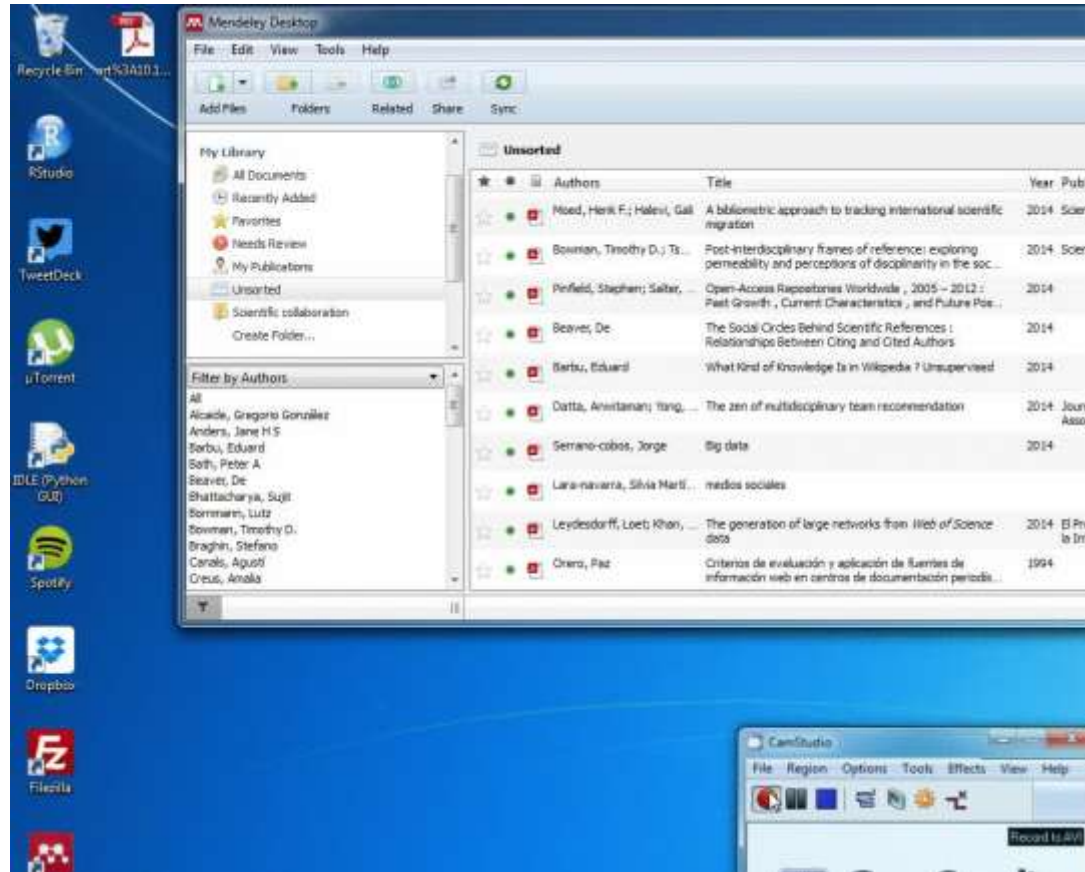 Recycle Bin
RStudio
TweetDeck
µTorrent
IDLE (Python
GUI)
Spotify
Dropbox
Filezilla
Mendeley Desktop
File Edit View Tools Help
Add Files Folders Related Share Sync
My Library
All Documents
Recently Added
Favorites
Needs Review
My Publications
Unsorted
Scientific collaboration
Create Folder...
Filter by Authors
All
Alcaide, Gregorio González
Anders, Jane H S
Barbu, Eduard
Bath, Peter A
Beaver, De
Bhattacharya, Sujit
Bornmann, Lutz
Bowman, Timothy D.
Braghin, Stefano
Canals, Agustí
Creus, Amalia
Unsorted
Authors Title Year Pub
Moed, Henk F.; Halevi, Gali A bibliometric approach to tracking international scientific 2014 Scien
migration
Bowman, Timothy D.; Ts... Post-interdisciplinary frames of reference: exploring 2014 Scien
permeability and perceptions of disciplinarity in the soc...
Pinfield, Stephen; Salter, ... Open-Access Repositories Worldwide , 2005 – 2012 : 2014
Past Growth , Current Characteristics , and Future Pos...
Beaver, De The Social Circles Behind Scientific References : 2014
Relationships Between Citing and Cited Authors
Barbu, Eduard What Kind of Knowledge Is in Wikipedia ? Unsupervised 2014
Datta, Anwitaman; Yong, ... The zen of multidisciplinary team recommendation 2014 Jour
Asso
Serrano-cobos, Jorge Big data 2014
Lara-navarra, Silvia Martí... medios sociales
Leydesdorff, Loet; Khan, ... The generation of large networks from Web of Science 2014 El Pr
data la In
Orero, Paz Criterios de evaluación y aplicación de fuentes de 1994
información web en centros de documentación periodís...
CamStudio
File Region Options Tools Effects View Help
Record to AVI